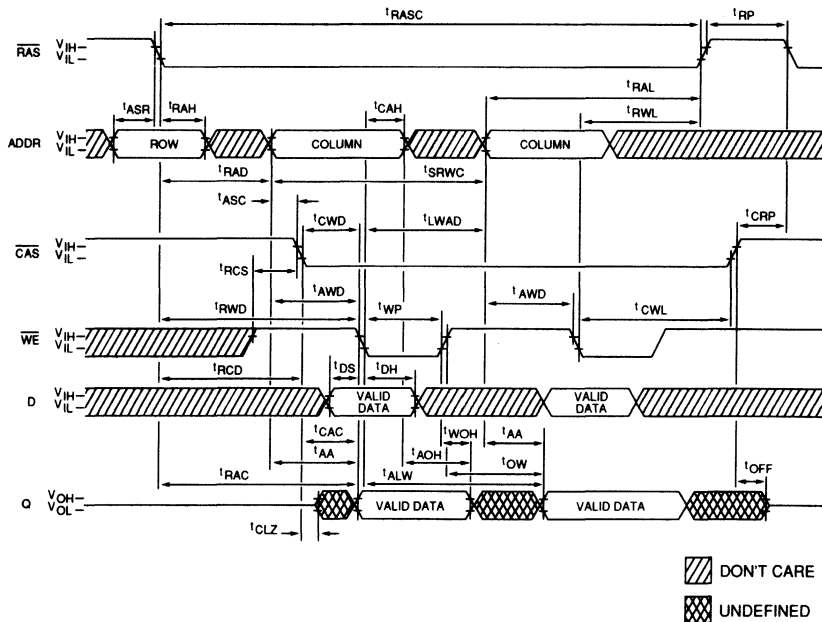 tRASC tRP
RAS VIH VIL
tRAL
tASR tRAH tCAH tRWL
ADDR VIH VIL ROW COLUMN COLUMN
tRAD tSRWC
tASC tCWD tLWAD tCRP
CAS VIH VIL
tRCS
tAWD tAWD
tRWD tWP tCWL
WE VIH VIL
tRCD tDS tDH
D VIH VIL VALID DATA VALID DATA
tCAC tWOH tAA
tAA tAOH tOW
tRAC tALW tOFF
Q VOH VOL VALID DATA VALID DATA
tCLZ
DON'T CARE
UNDEFINED